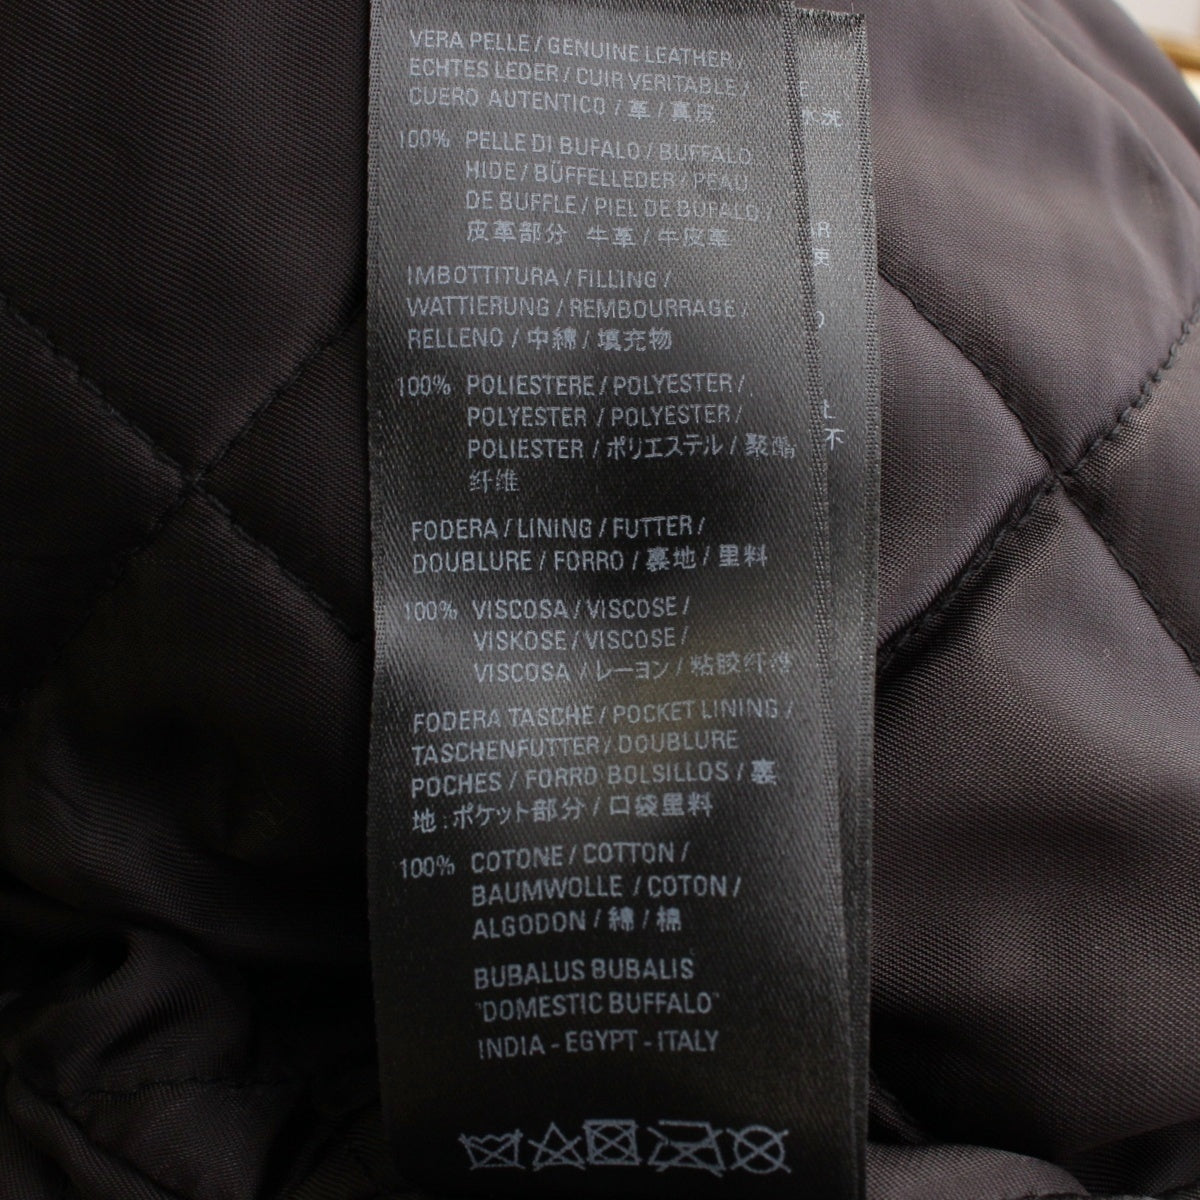 VERA PELLE / GENUINE LEATHER /
ECHTES LEDER / CUIR VERITABLE /
CUERO AUTENTICO / 革 / 真皮
100% PELLE DI BUFALO / BUFFALO
HIDE / BÜFFELLEDER / PEAU
DE BUFFLE / PIEL DE BUFALO /
皮革部分 牛革 / 牛皮革
IMBOTTITURA / FILLING /
WATTIERUNG / REMBOURRAGE /
RELLENO / 中綿 / 填充物
100% POLIESTERE / POLYESTER /
POLYESTER / POLYESTER /
POLIESTER / ポリエステル / 聚酯
纤维
FODERA / LINING / FUTTER /
DOUBLURE / FORRO / 裏地 / 里料
100% VISCOSA / VISCOSE /
VISKOSE / VISCOSE /
VISCOSA / レーヨン / 粘胶纤维
FODERA TASCHE / POCKET LINING /
TASCHENFUTTER / DOUBLURE
POCHES / FORRO BOLSILLOS / 裏
地 : ポケット部分 / 口袋里料
100% COTONE / COTTON /
BAUMWOLLE / COTON /
ALGODON / 綿 / 棉
BUBALUS BUBALIS
"DOMESTIC BUFFALO"
INDIA - EGYPT - ITALY
水洗
不